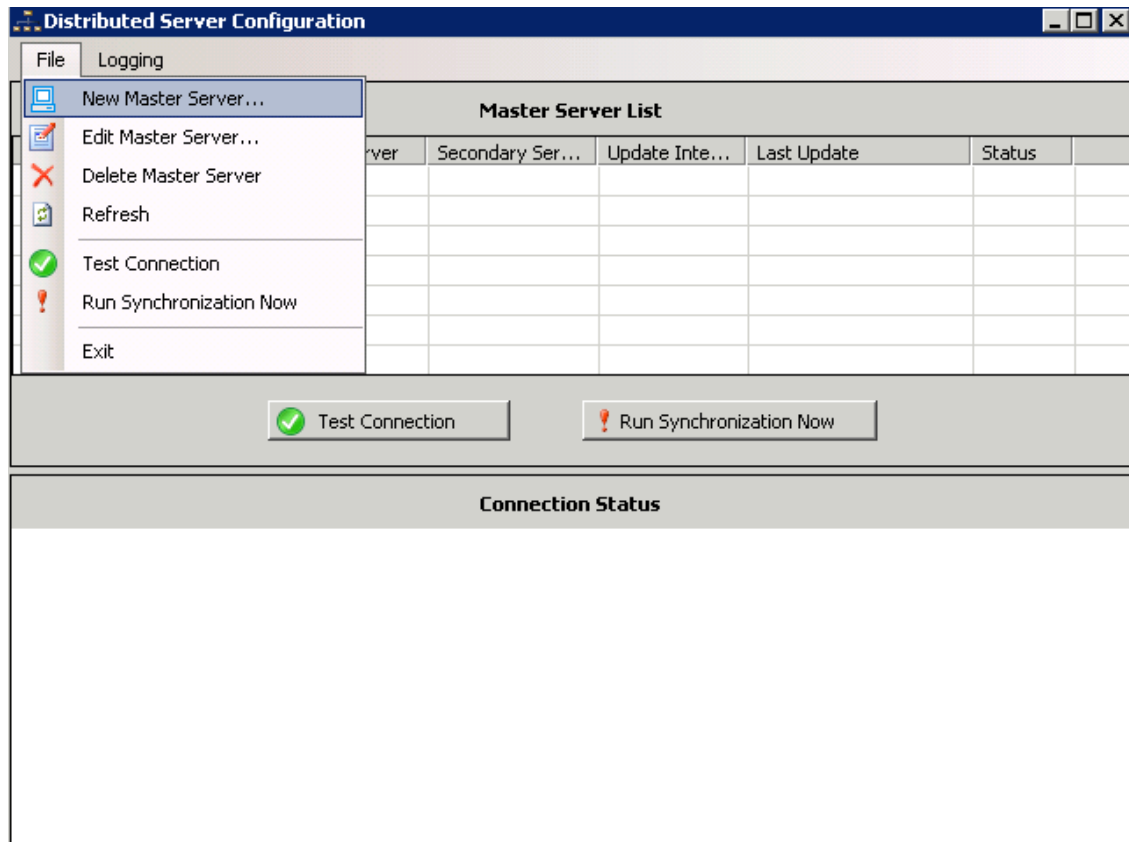 Distributed Server Configuration
File Logging
New Master Server...
Edit Master Server...
Delete Master Server
Refresh
Test Connection
Run Synchronization Now
Exit
Master Server List
rver Secondary Ser... Update Inte... Last Update Status
Test Connection Run Synchronization Now
Connection Status